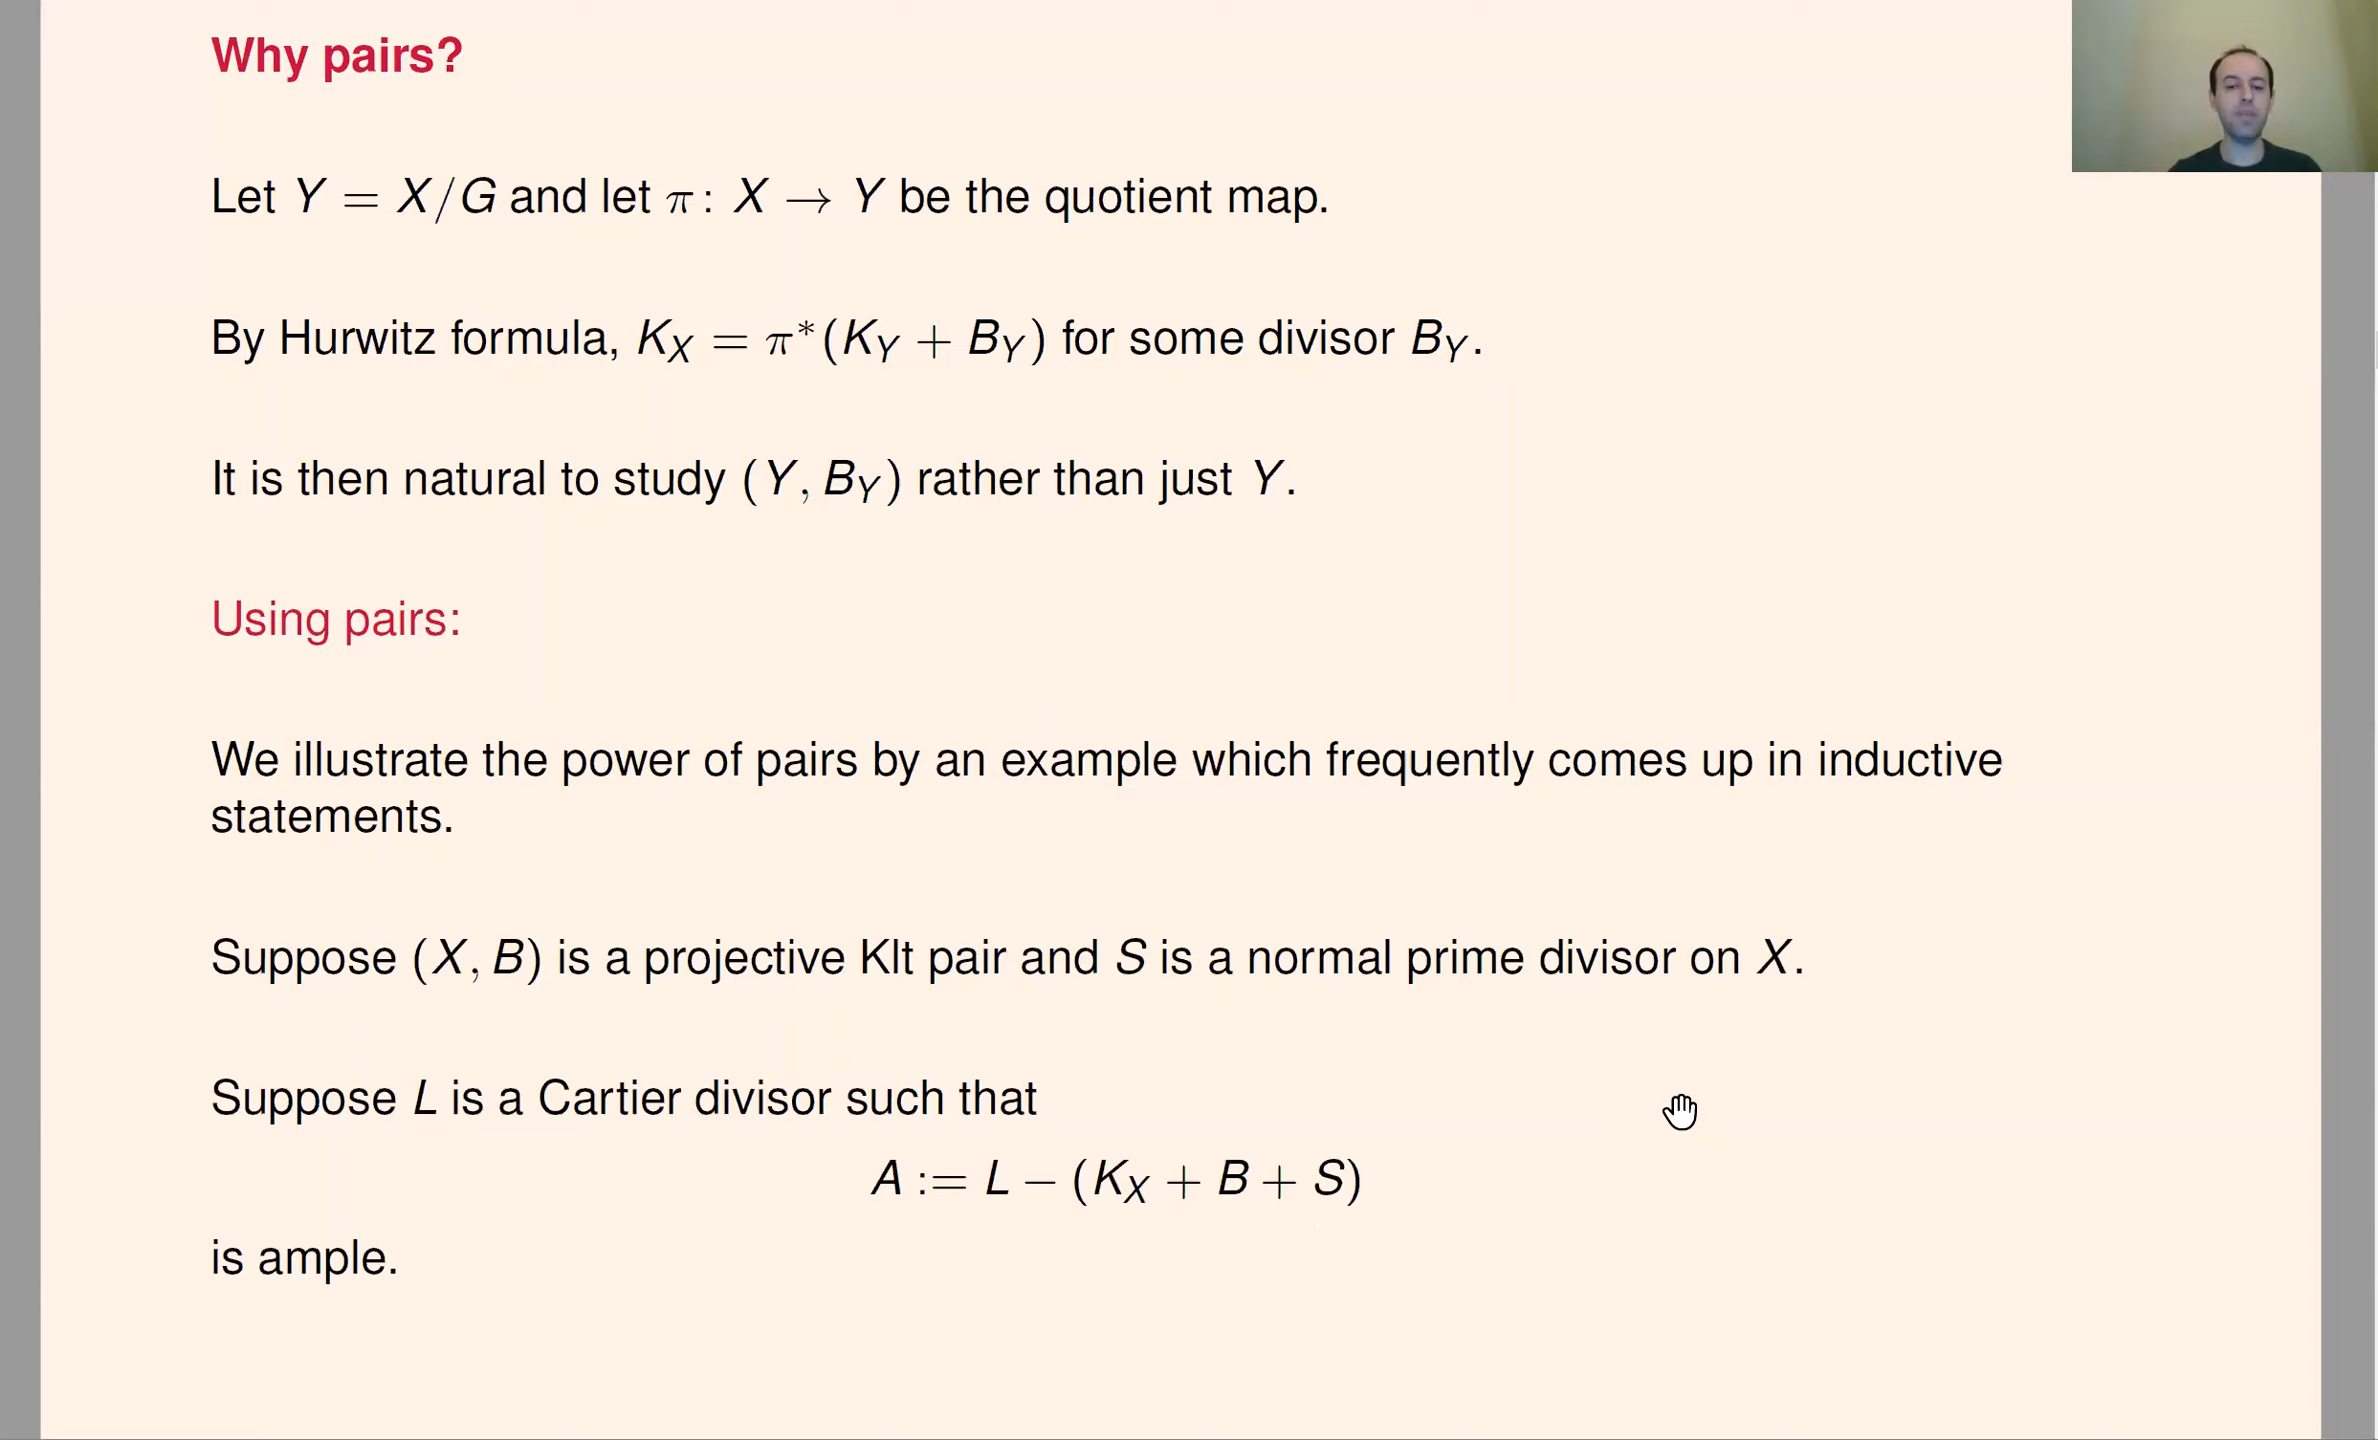 Why pairs?
Let Y = X/G and let π : X → Y be the quotient map.
By Hurwitz formula, K_X = π*(K_Y + B_Y) for some divisor B_Y.
It is then natural to study (Y, B_Y) rather than just Y.
Using pairs:
We illustrate the power of pairs by an example which frequently comes up in inductive
statements.
Suppose (X, B) is a projective Klt pair and S is a normal prime divisor on X.
Suppose L is a Cartier divisor such that
A := L − (K_X + B + S)
is ample.